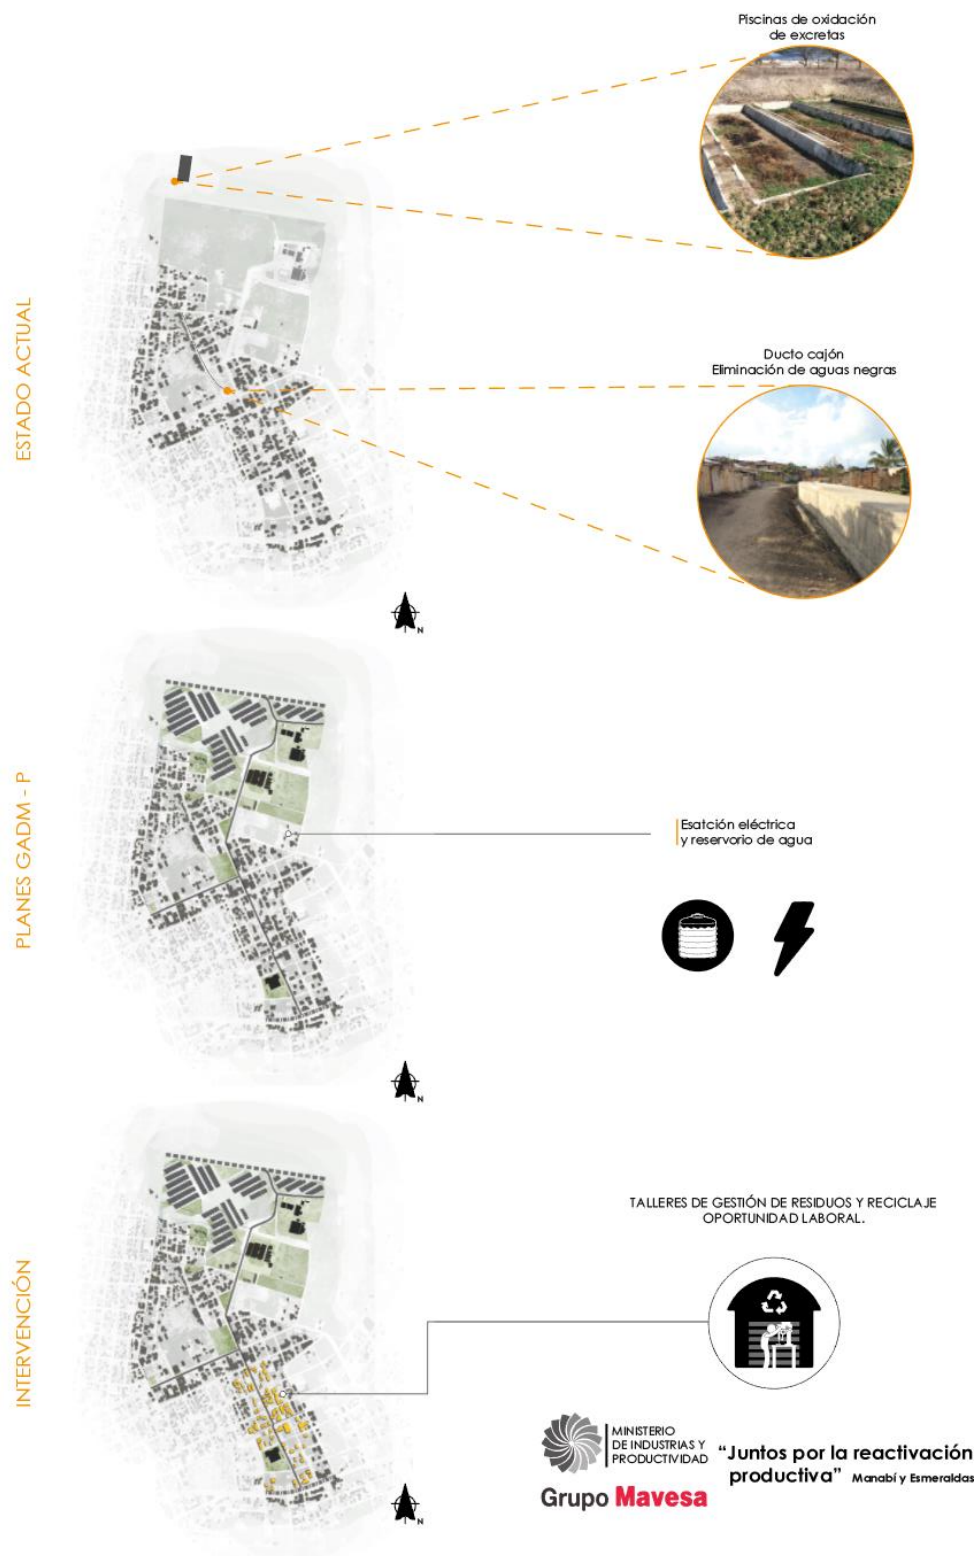 Piscinas de oxidación
de excretas
ESTADO ACTUAL
Ducto cajón
Eliminación de aguas negras
N
PLANES GADM - P
Esatción eléctrica
y reservorio de agua
N
INTERVENCIÓN
TALLERES DE GESTIÓN DE RESIDUOS Y RECICLAJE
OPORTUNIDAD LABORAL.
MINISTERIO
DE INDUSTRIAS Y
PRODUCTIVIDAD
"Juntos por la reactivación
productiva" Manabí y Esmeraldas
Grupo Mavesa
N